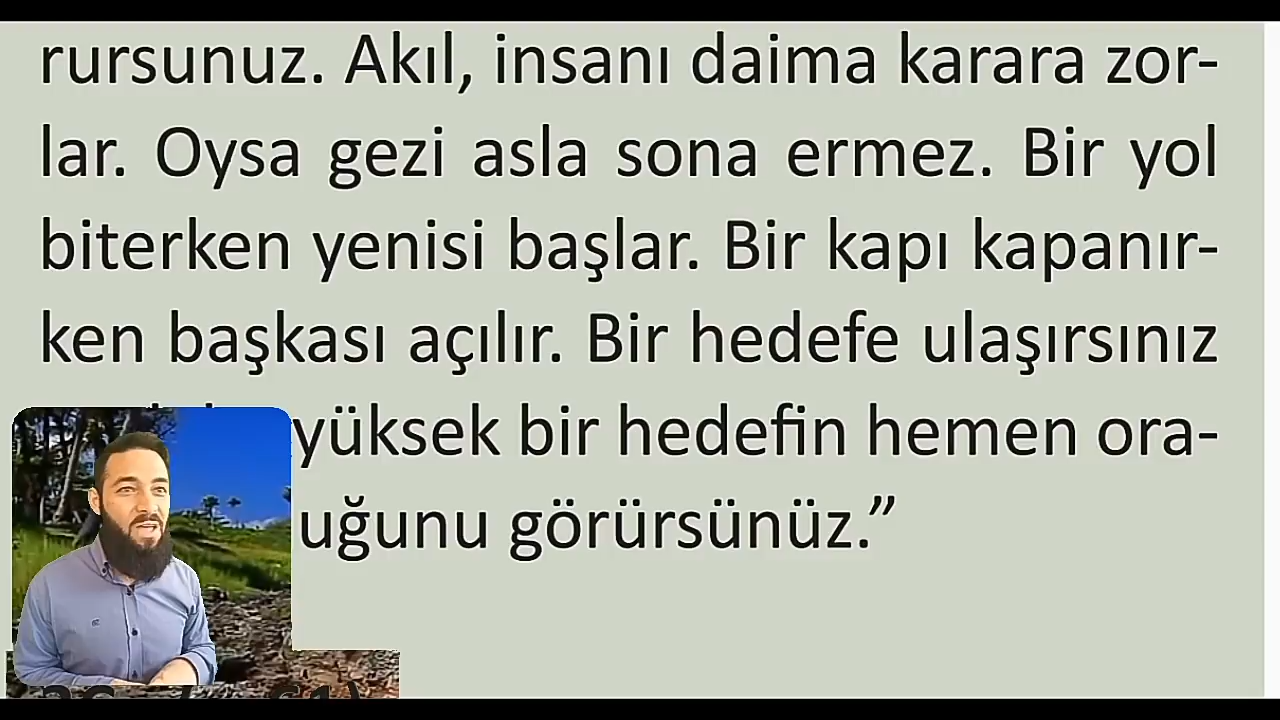 rursunuz. Akıl, insanı daima karara zor-
lar. Oysa gezi asla sona ermez. Bir yol
biterken yenisi başlar. Bir kapı kapanır-
ken başkası açılır. Bir hedefe ulaşırsınız
yüksek bir hedefin hemen ora-
uğunu görürsünüz.”